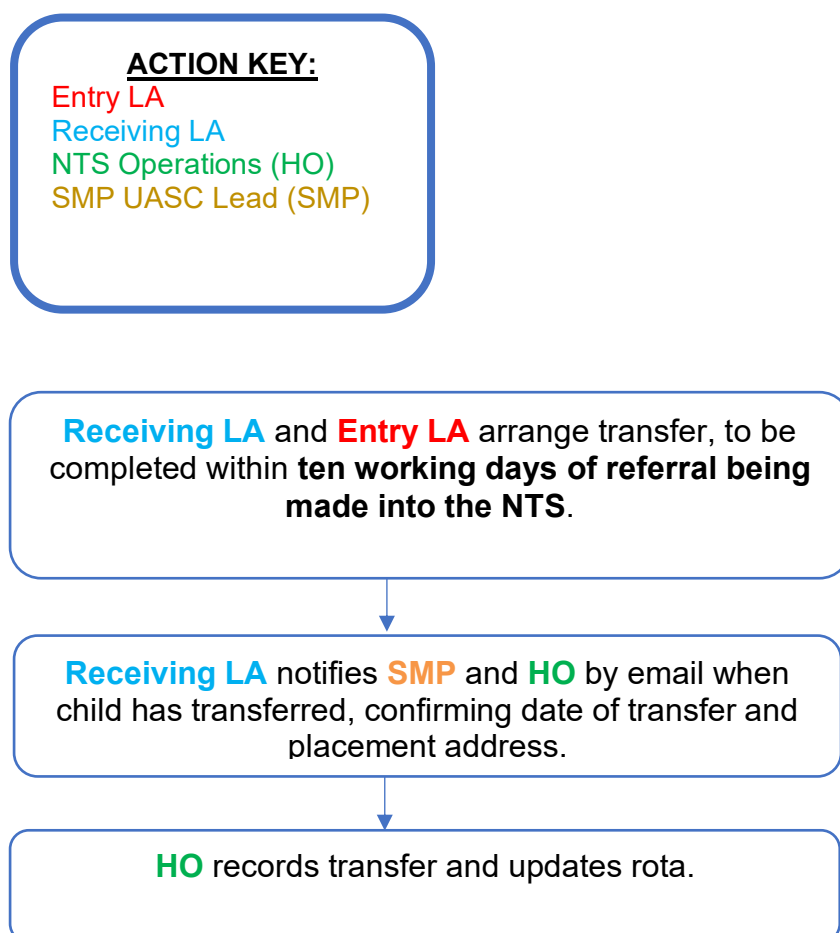 ACTION KEY:
Entry LA
Receiving LA
NTS Operations (HO)
SMP UASC Lead (SMP)
Receiving LA and Entry LA arrange transfer, to be
completed within ten working days of referral being
made into the NTS.
Receiving LA notifies SMP and HO by email when
child has transferred, confirming date of transfer and
placement address.
HO records transfer and updates rota.